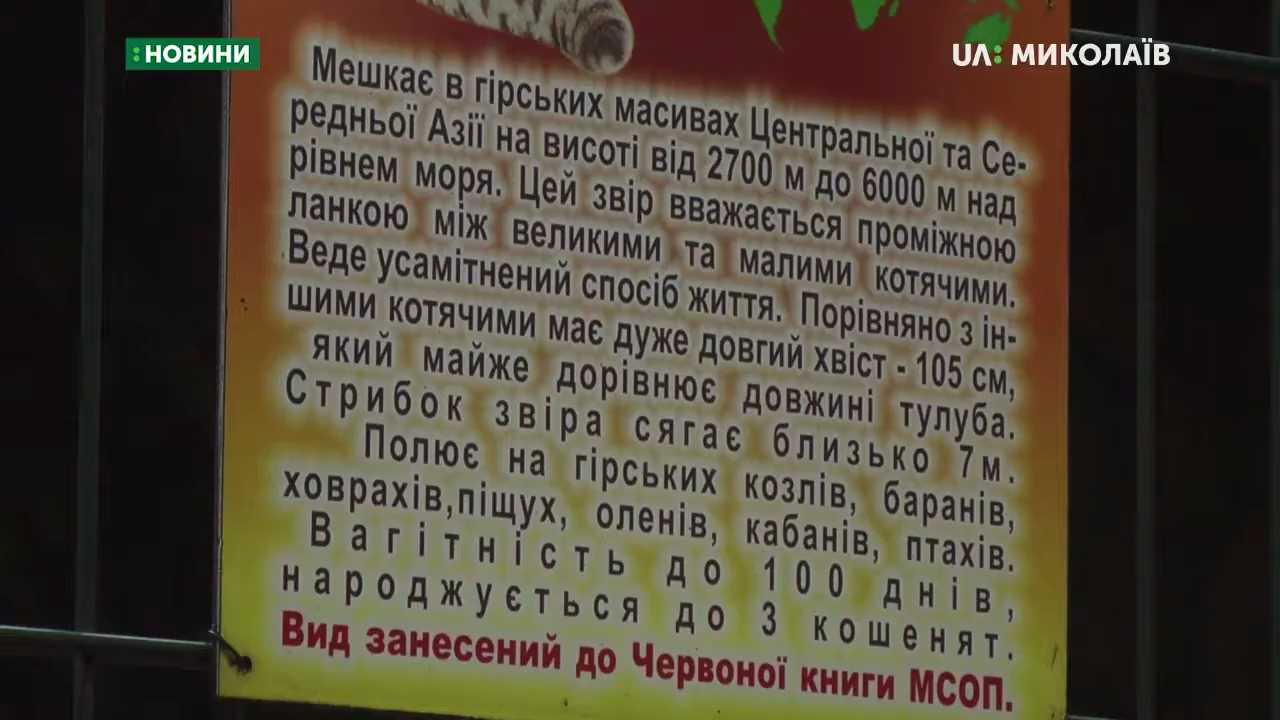 :НОВИНИ
UA: МИКОЛАЇВ
Мешкає в гірських масивах Центральної та Се-
редньої Азії на висоті від 2700 м до 6000 м над
рівнем моря. Цей звір вважається проміжною
ланкою між великими та малими котячими.
Веде усамітнений спосіб життя. Порівняно з ін-
шими котячими має дуже довгий хвіст - 105 см,
який майже дорівнює довжині тулуба.
Стрибок звіра сягає близько 7м.
Полює на гірських козлів, баранів,
ховрахів,піщух, оленів, кабанів, птахів.
Вагітність до 100 днів,
народжується до 3 кошенят.
Вид занесений до Червоної книги МСОП.